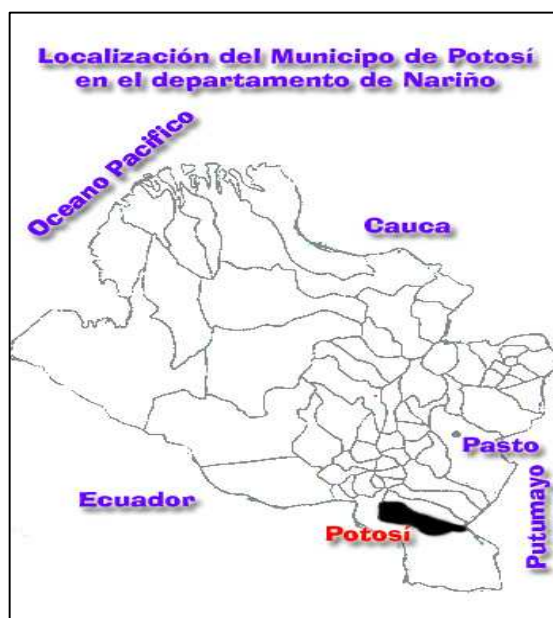 Localización del Municipo de Potosí
en el departamento de Nariño
Oceano Pacifico
Cauca
Pasto
Ecuador
Putumayo
Potosí